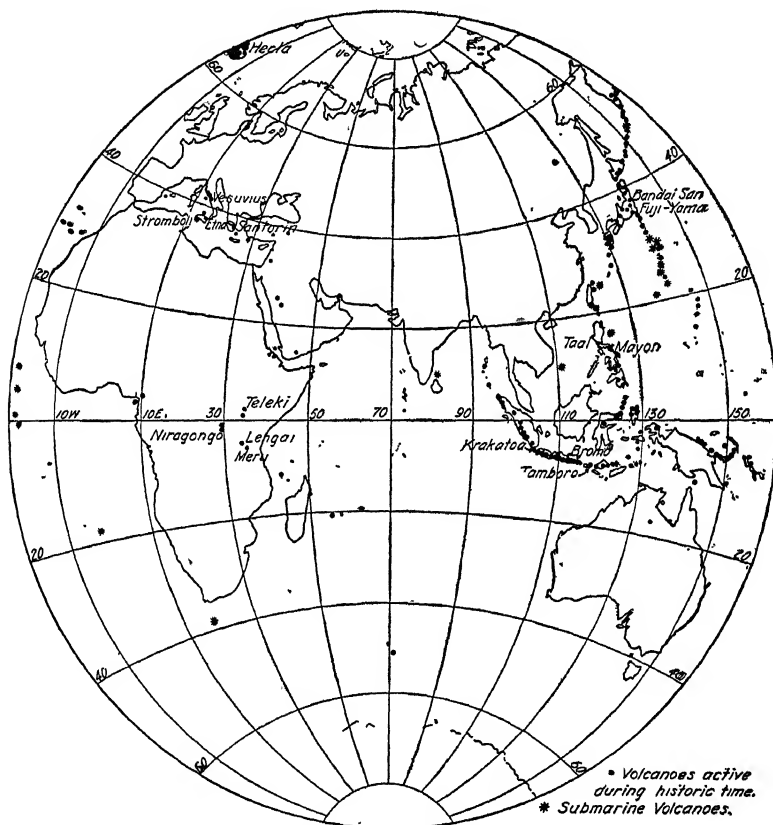 Hecla
60
60
40
40
Vesuvius
Bandai San
Fuji-Yama
Stromboli
Etna
Santorin
20
20
Taal
Mayon
Teleki
10W
10E.
30
50
70
90
110
130
150
Niragongo
Lengai
Meru
Krakatoa
Bromo
Tamboro
20
20
40
40
60
60
• Volcanoes active
during historic time.
* Submarine Volcanoes.